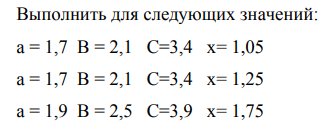 Выполнить для следующих значений:
a = 1,7 B = 2,1 C=3,4 x= 1,05
a = 1,7 B = 2,1 C=3,4 x= 1,25
a = 1,9 B = 2,5 C=3,9 x= 1,75